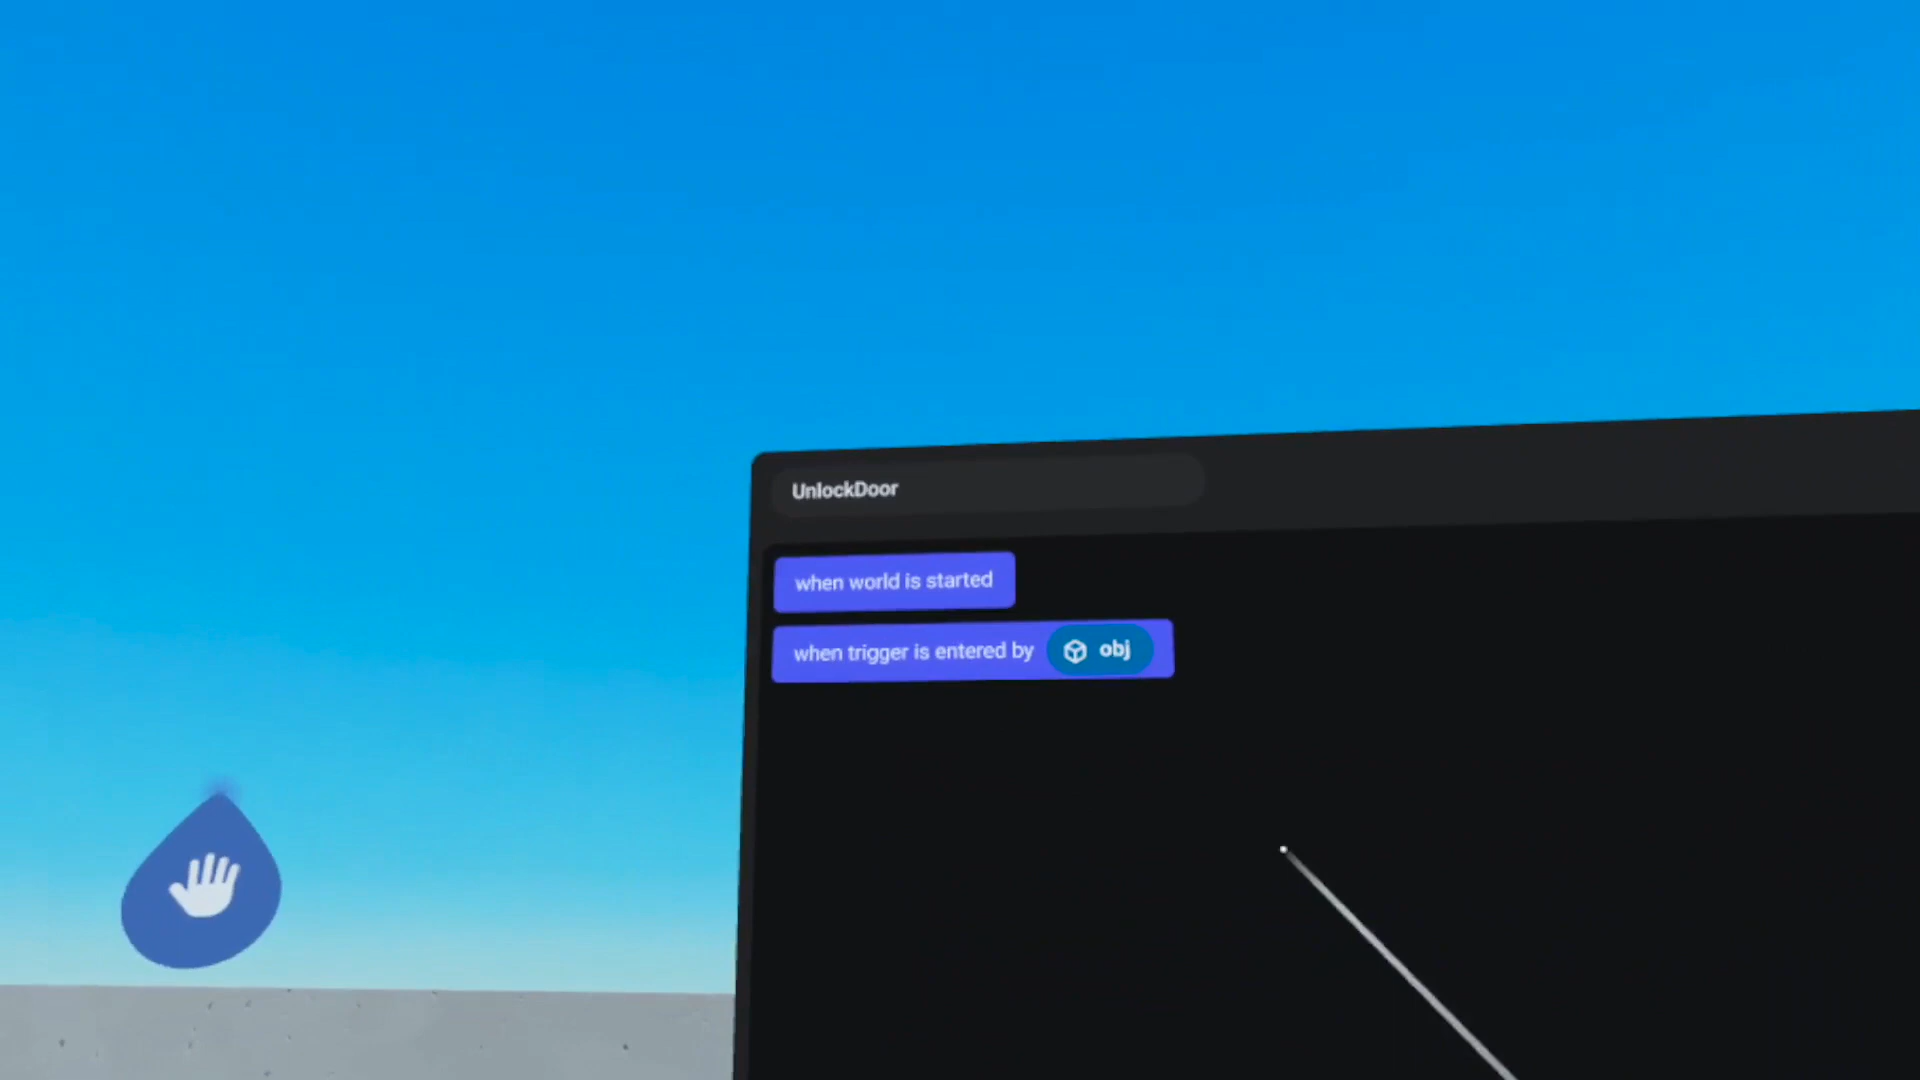 UnlockDoor
when world is started
when trigger is entered by obj